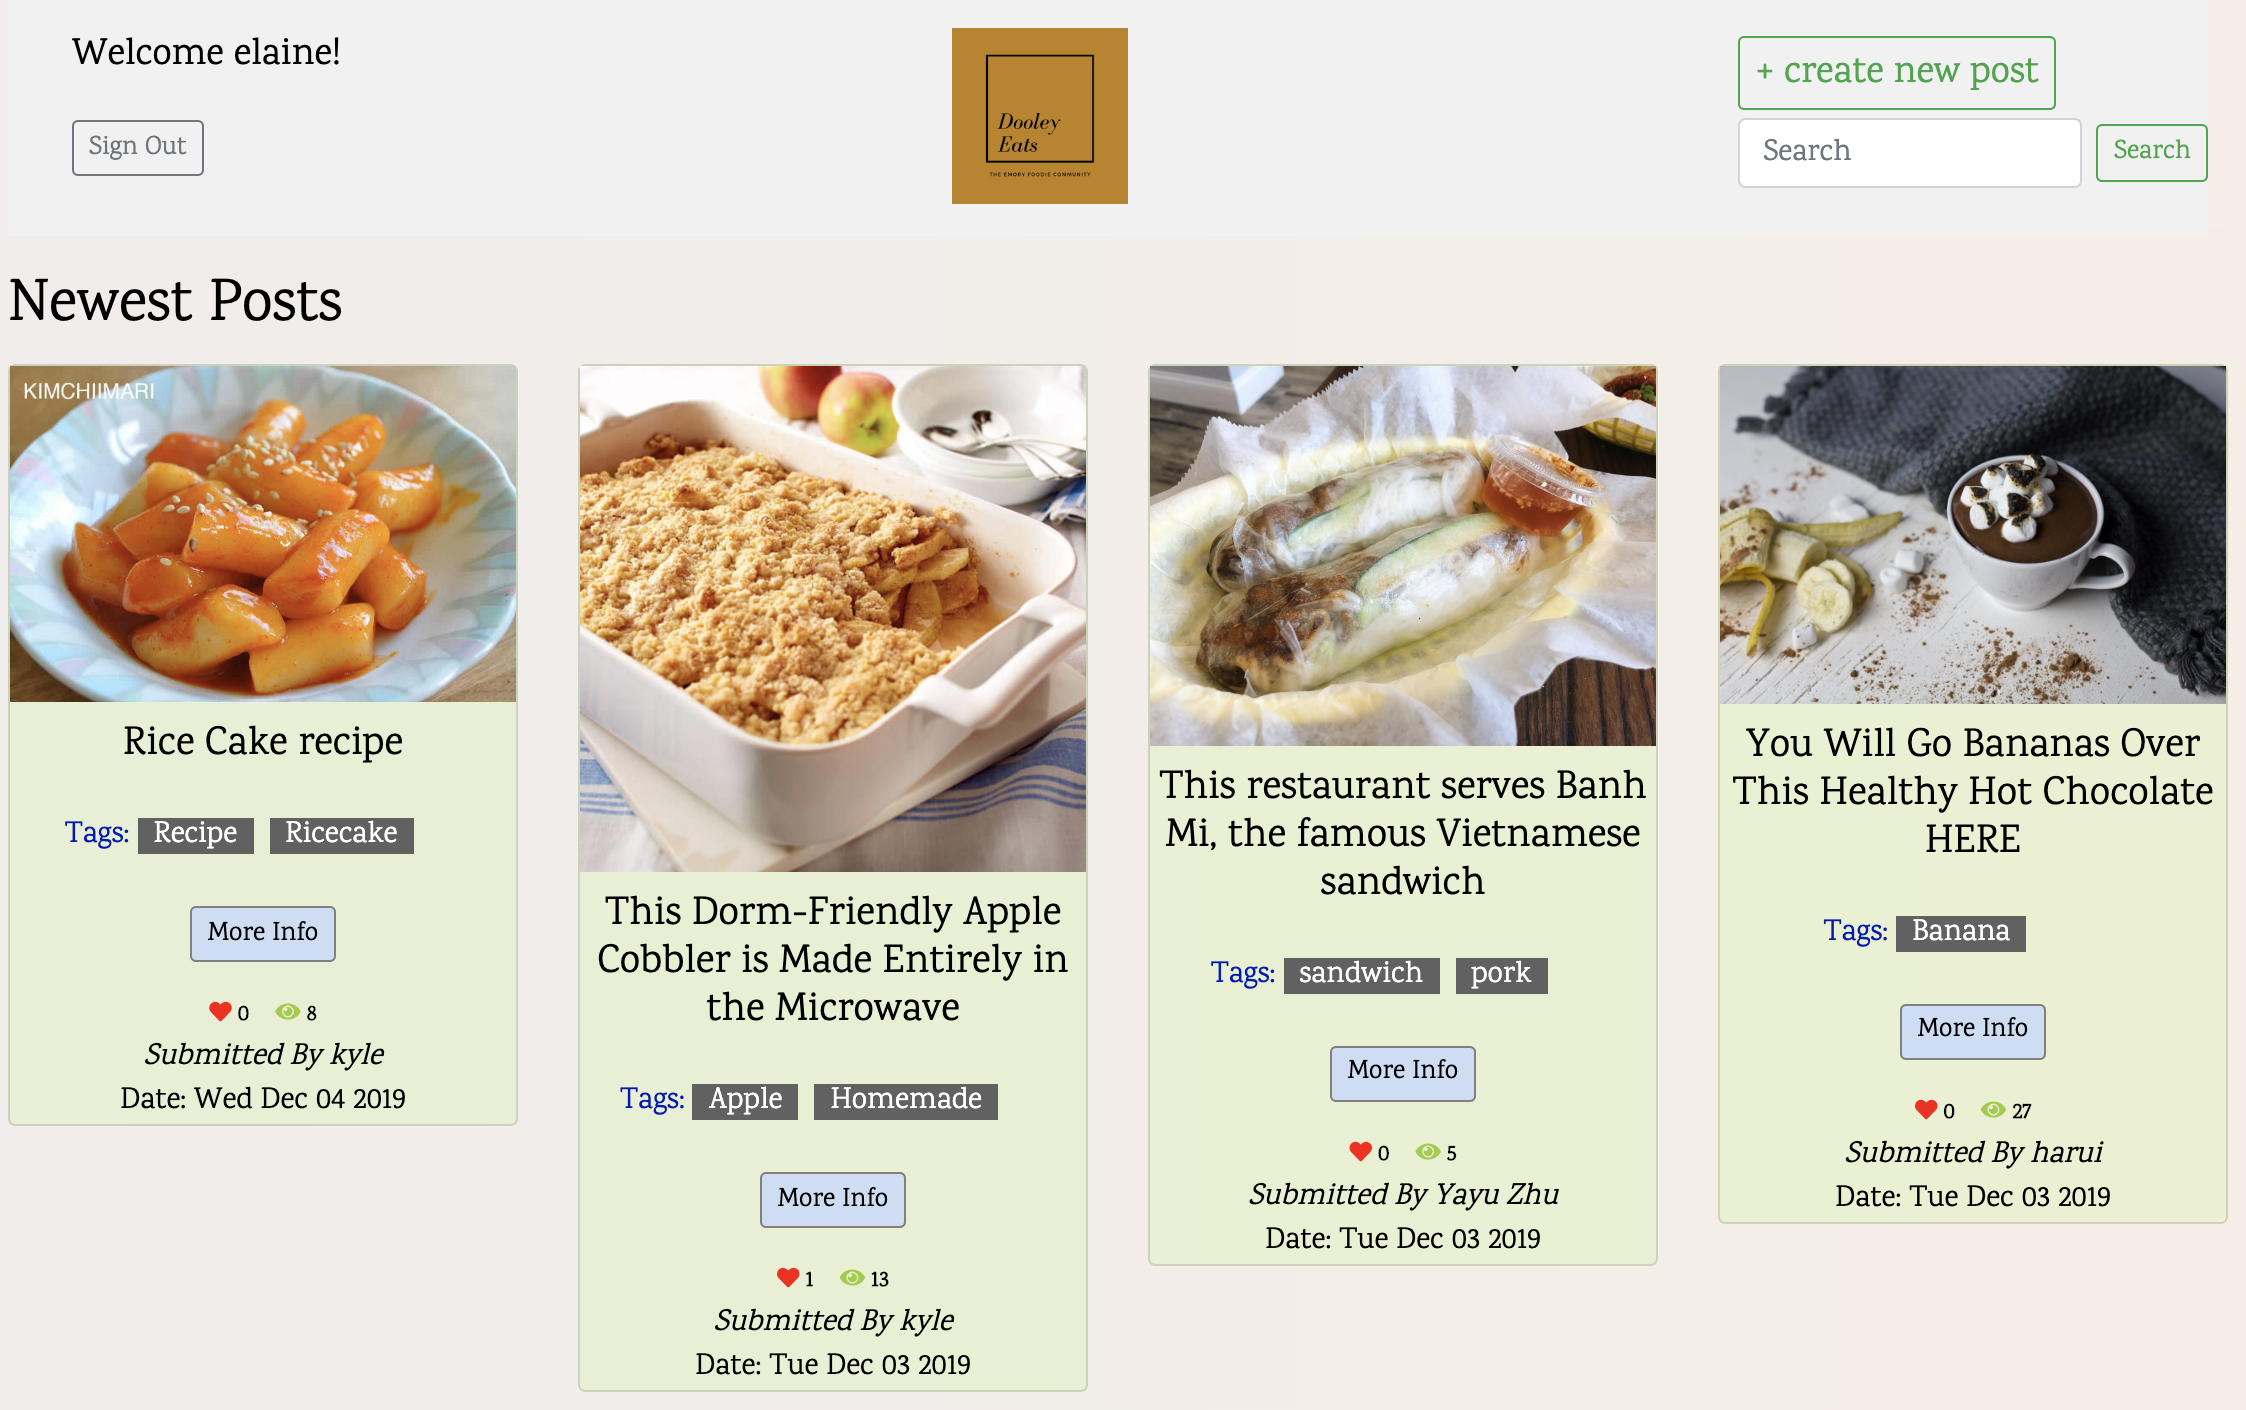 Welcome elaine!
Sign Out
Dooley
Eats
THE EMORY FOODIE COMMUNITY
+ create new post
Search
Search
Newest Posts
KIMCHIIMARI
Rice Cake recipe
Tags: Recipe Ricecake
More Info
0 8
Submitted By kyle
Date: Wed Dec 04 2019
This Dorm-Friendly Apple
Cobbler is Made Entirely in
the Microwave
Tags: Apple Homemade
More Info
1 13
Submitted By kyle
Date: Tue Dec 03 2019
This restaurant serves Banh
Mi, the famous Vietnamese
sandwich
Tags: sandwich pork
More Info
0 5
Submitted By Yayu Zhu
Date: Tue Dec 03 2019
You Will Go Bananas Over
This Healthy Hot Chocolate
HERE
Tags: Banana
More Info
0 27
Submitted By harui
Date: Tue Dec 03 2019